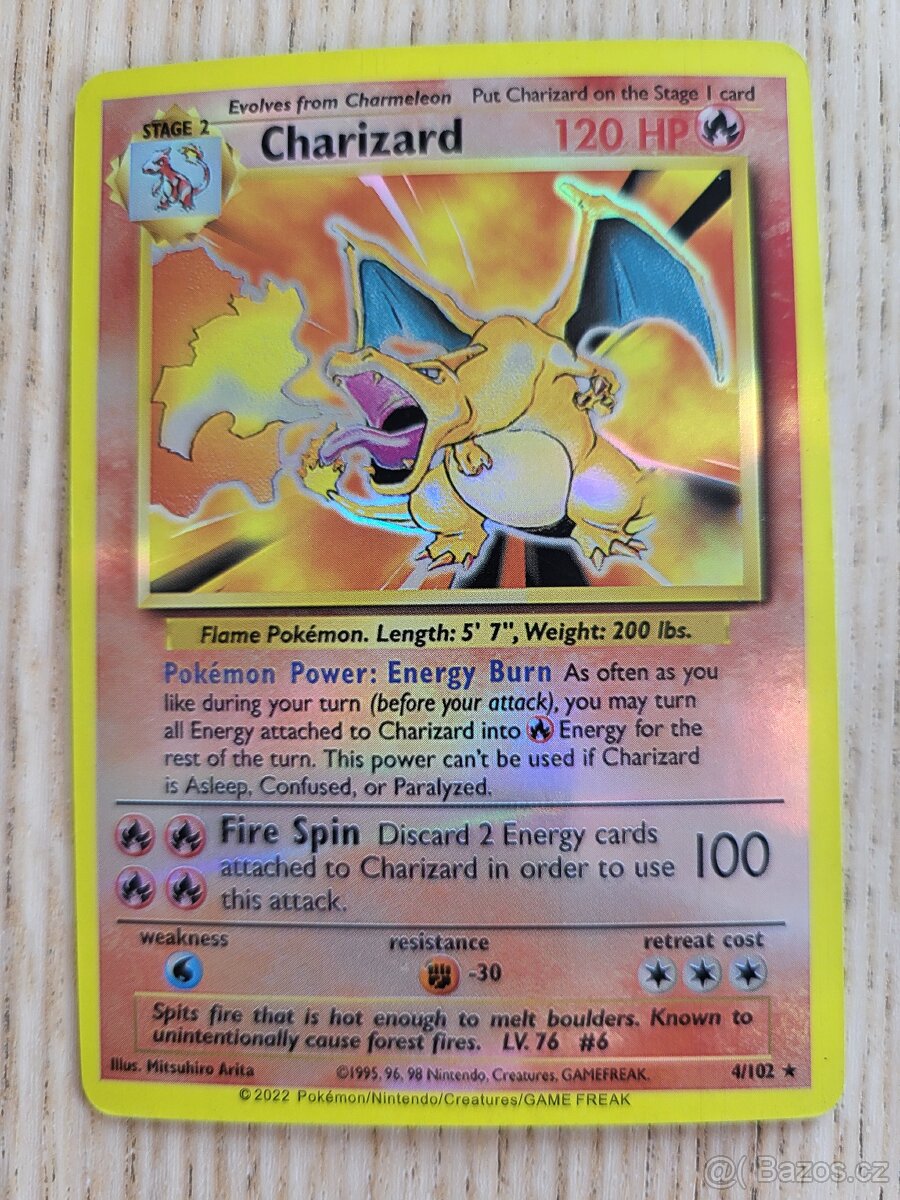 Evolves from Charmeleon Put Charizard on the Stage 1 card
STAGE 2
Charizard 120 HP
Flame Pokémon. Length: 5' 7", Weight: 200 lbs.
Pokémon Power: Energy Burn As often as you
like during your turn (before your attack), you may turn
all Energy attached to Charizard into Energy for the
rest of the turn. This power can't be used if Charizard
is Asleep, Confused, or Paralyzed.
Fire Spin Discard 2 Energy cards
attached to Charizard in order to use
this attack.
100
weakness resistance retreat cost
-30
Spits fire that is hot enough to melt boulders. Known to
unintentionally cause forest fires. LV. 76 #6
Illus. Mitsuhiro Arita ©1995, 96, 98 Nintendo, Creatures, GAMEFREAK. 4/102 ★
© 2022 Pokémon/Nintendo/Creatures/GAME FREAK
@( Bazos.cz